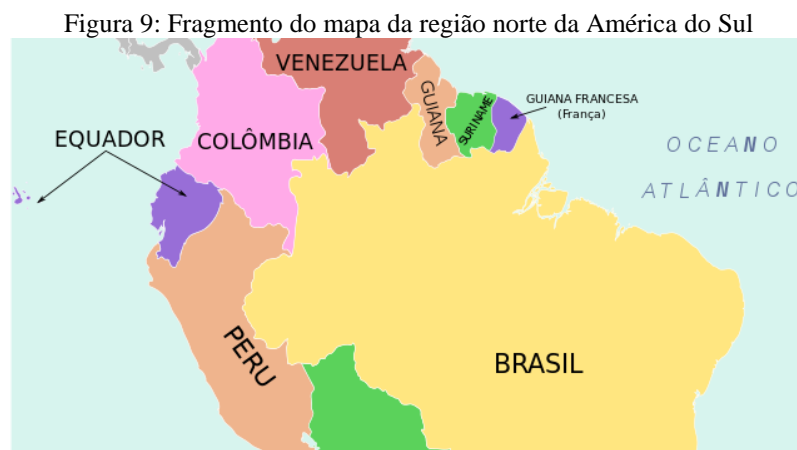 Figura 9: Fragmento do mapa da região norte da América do Sul
VENEZUELA
GUIANA
SURINAME
GUIANA FRANCESA
(França)
EQUADOR
COLÔMBIA
OCEANO
ATLÂNTICO
PERU
BRASIL